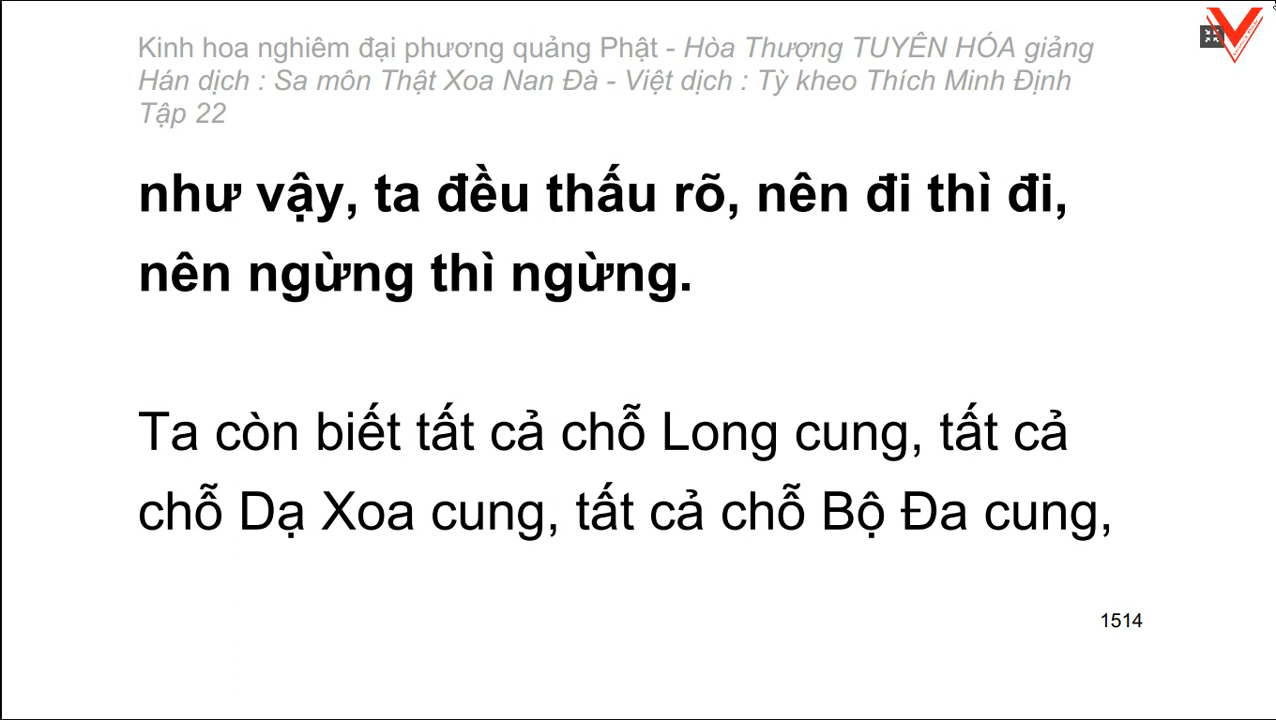 Kinh hoa nghiêm đại phương quảng Phật - Hòa Thượng TUYÊN HÓA giảng
Hán dịch : Sa môn Thật Xoa Nan Đà - Việt dịch : Tỳ kheo Thích Minh Định
Tập 22
như vậy, ta đều thấu rõ, nên đi thì đi,
nên ngừng thì ngừng.
Ta còn biết tất cả chỗ Long cung, tất cả
chỗ Dạ Xoa cung, tất cả chỗ Bộ Đa cung,
1514